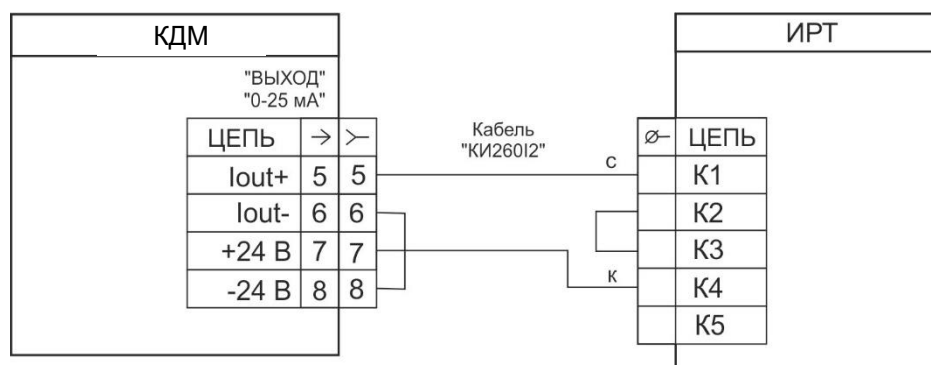 КДМ
ИРТ
"ВЫХОД"
"0-25 мА"
ЦЕПЬ
Кабель
"КИ260I2"
ЦЕПЬ
Iout+ 5 5
с
К1
Iout- 6 6
К2
+24 В 7 7
К3
-24 В 8 8
к
К4
К5